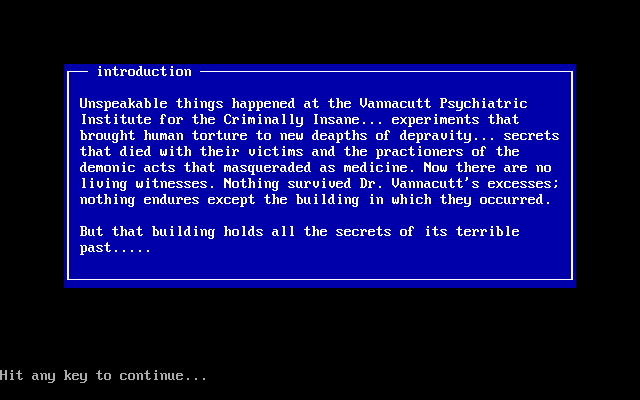 introduction
Unspeakable things happened at the Vannacutt Psychiatric
Institute for the Criminally Insane... experiments that
brought human torture to new deapths of depravity... secrets
that died with their victims and the practioners of the
demonic acts that masqueraded as medicine. Now there are no
living witnesses. Nothing survived Dr. Vannacutt's excesses;
nothing endures except the building in which they occurred.
But that building holds all the secrets of its terrible
past.....
Hit any key to continue...